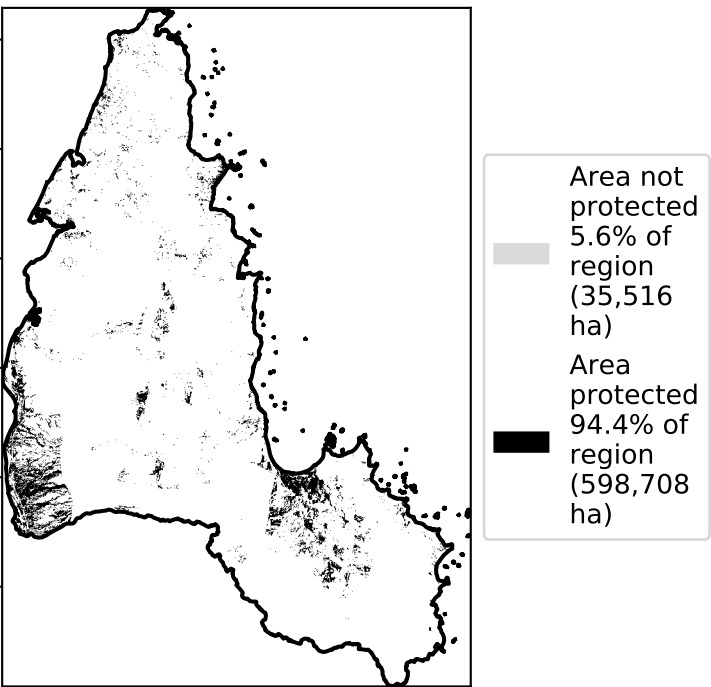 Area not
protected
5.6% of
region
(35,516
ha)
Area
protected
94.4% of
region
(598,708
ha)